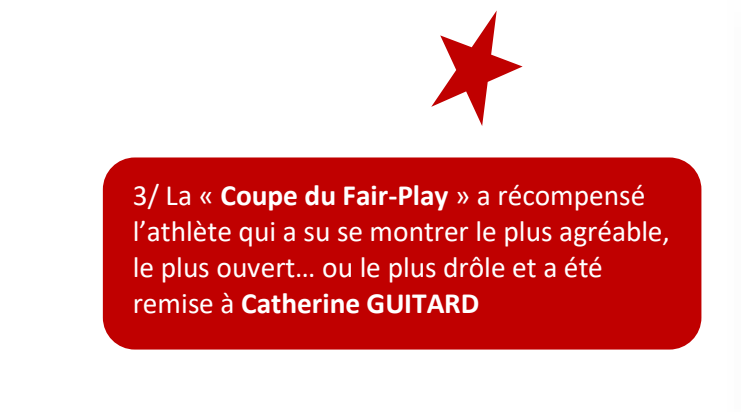 3/ La « Coupe du Fair-Play » a récompensé
l’athlète qui a su se montrer le plus agréable,
le plus ouvert… ou le plus drôle et a été
remise à Catherine GUITARD